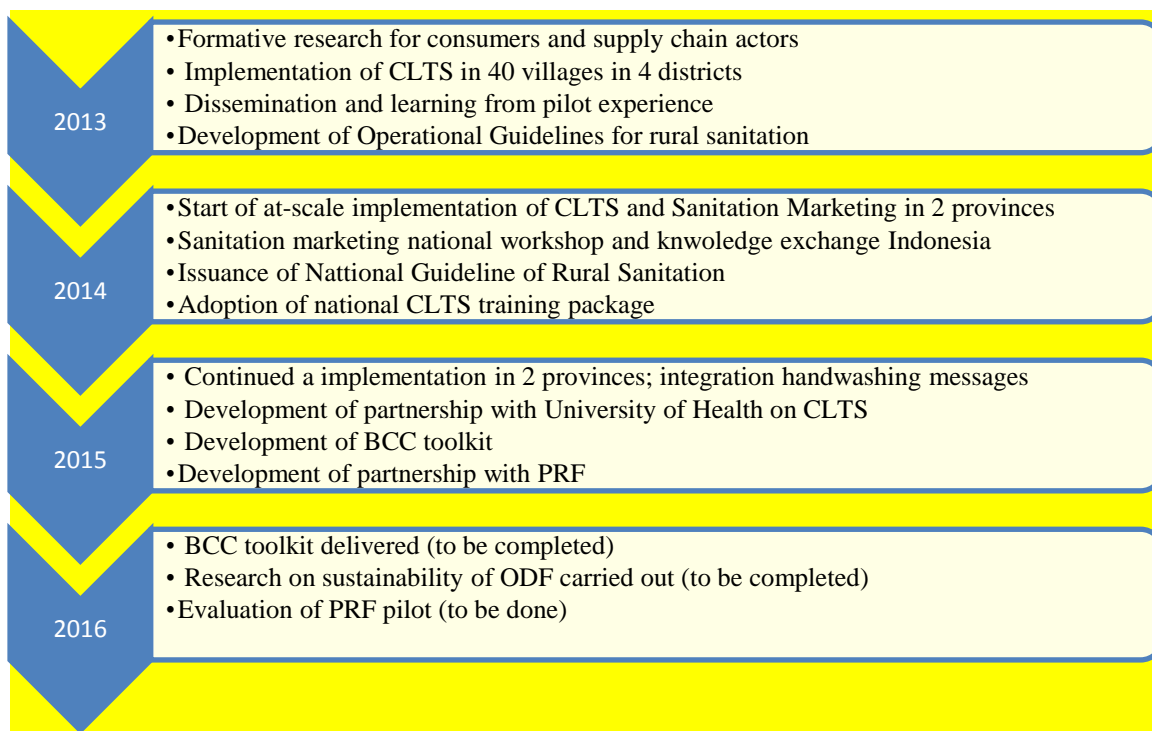 2013
•Formative research for consumers and supply chain actors
• Implementation of CLTS in 40 villages in 4 districts
• Dissemination and learning from pilot experience
•Development of Operational Guidelines for rural sanitation
2014
•Start of at-scale implementation of CLTS and Sanitation Marketing in 2 provinces
•Sanitation marketing national workshop and knwoledge exchange Indonesia
•Issuance of Nattional Guideline of Rural Sanitation
•Adoption of national CLTS training package
2015
• Continued a implementation in 2 provinces; integration handwashing messages
• Development of partnership with University of Health on CLTS
• Development of BCC toolkit
•Development of partnership with PRF
2016
• BCC toolkit delivered (to be completed)
• Research on sustainability of ODF carried out (to be completed)
•Evaluation of PRF pilot (to be done)